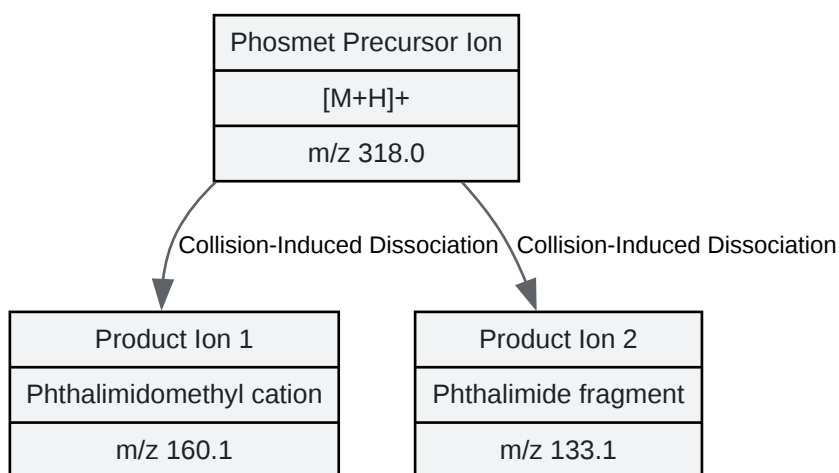 Phosmet Precursor Ion
[M+H]+
m/z 318.0
Collision-Induced Dissociation
Collision-Induced Dissociation
Product Ion 1
Phthalimidomethyl cation
m/z 160.1
Product Ion 2
Phthalimide fragment
m/z 133.1